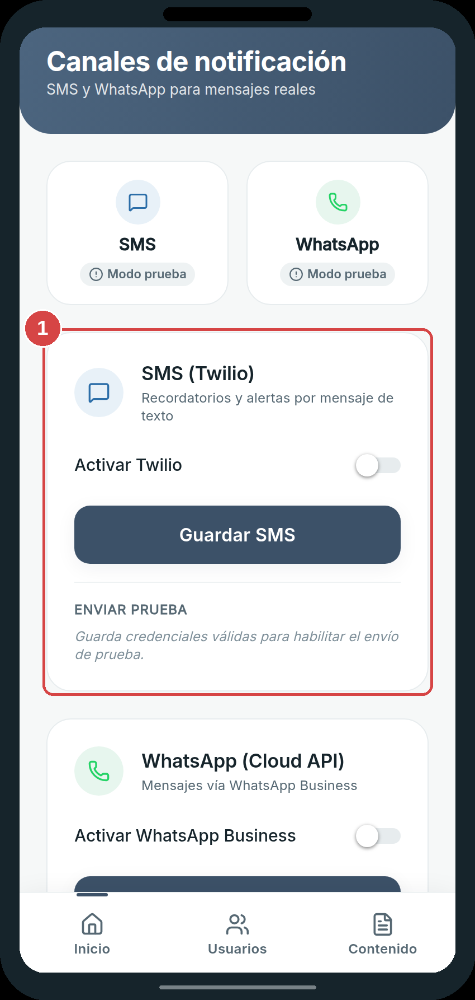 Canales de notificación
SMS y WhatsApp para mensajes reales
SMS
WhatsApp
Modo prueba
Modo prueba
1
SMS (Twilio)
Recordatorios y alertas por mensaje de
texto
Activar Twilio
Guardar SMS
ENVIAR PRUEBA
Guarda credenciales válidas para habilitar el envío
de prueba.
WhatsApp (Cloud API)
Mensajes vía WhatsApp Business
Activar WhatsApp Business
Inicio
Usuarios
Contenido